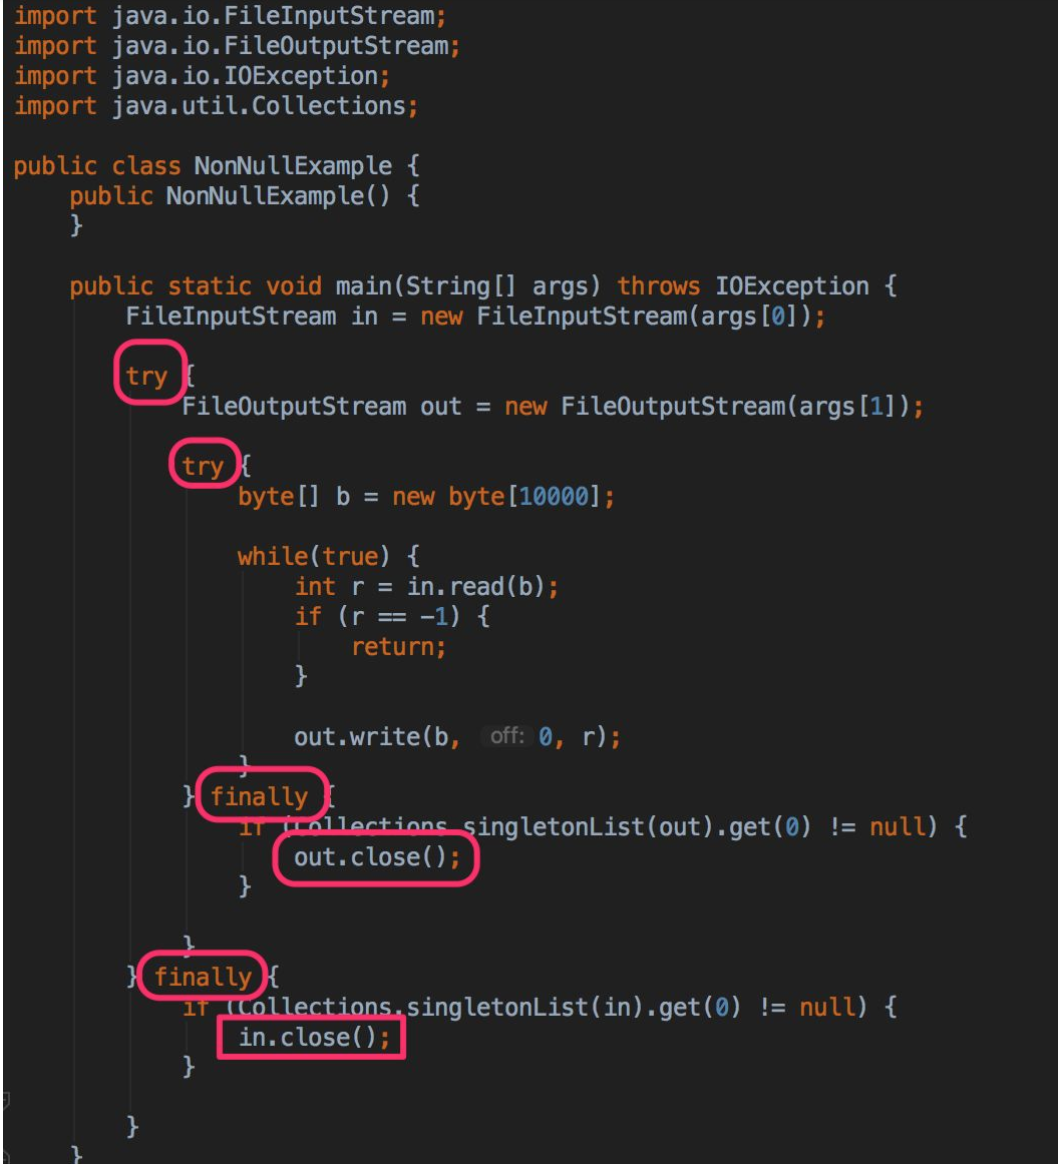 import java.io.FileInputStream;
import java.io.FileOutputStream;
import java.io.IOException;
import java.util.Collections;
public class NonNullExample {
public NonNullExample() {
}
public static void main(String[] args) throws IOException {
FileInputStream in = new FileInputStream(args[0]);
try {
FileOutputStream out = new FileOutputStream(args[1]);
try {
byte[] b = new byte[10000];
while(true) {
int r = in.read(b);
if (r == -1) {
return;
}
out.write(b, off: 0, r);
}
} finally {
if (Collections.singletonList(out).get(0) != null) {
out.close();
}
}
} finally {
if (Collections.singletonList(in).get(0) != null) {
in.close();
}
}
}